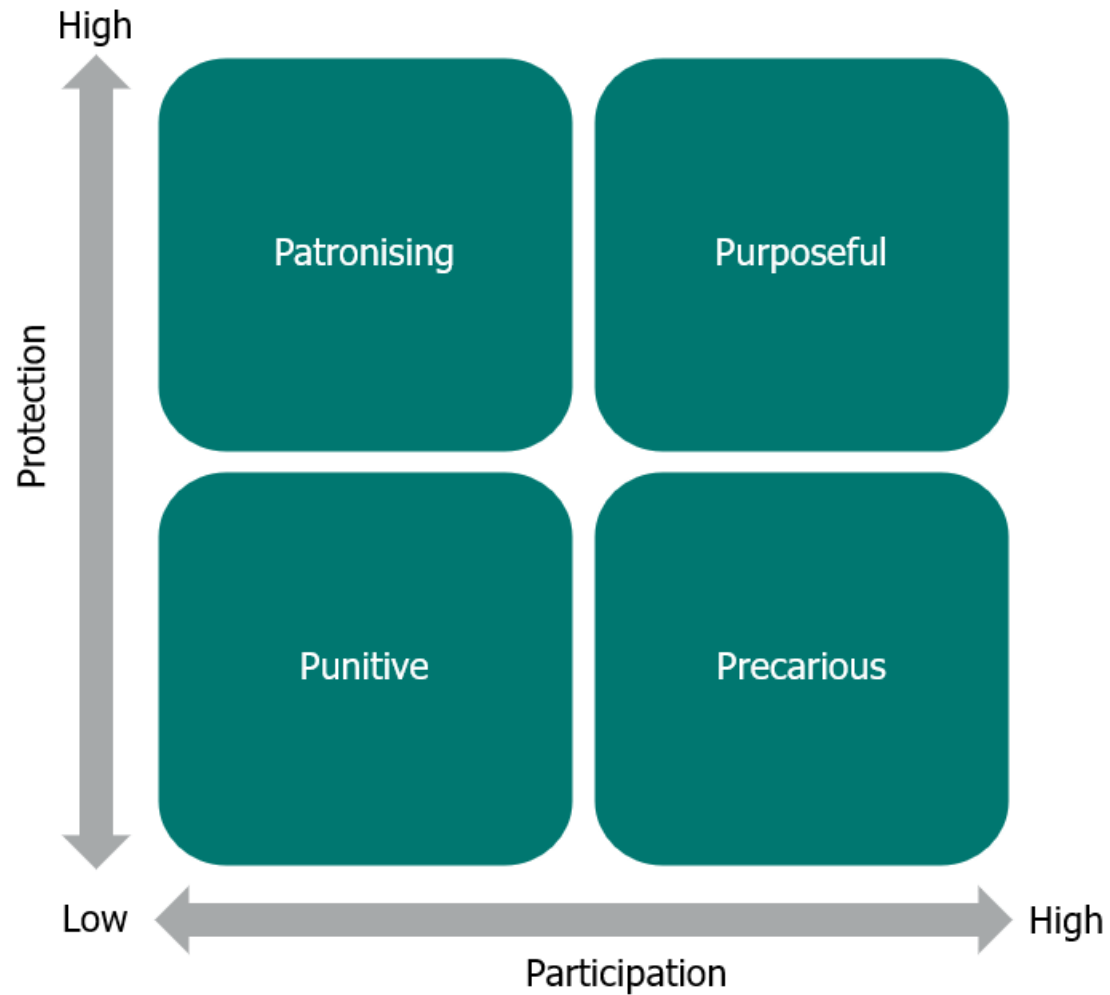 High
Patronising
Purposeful
Protection
Punitive
Precarious
Low
High
Participation